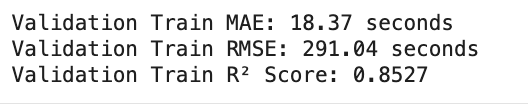 Validation Train MAE: 18.37 seconds
Validation Train RMSE: 291.04 seconds
Validation Train R² Score: 0.8527